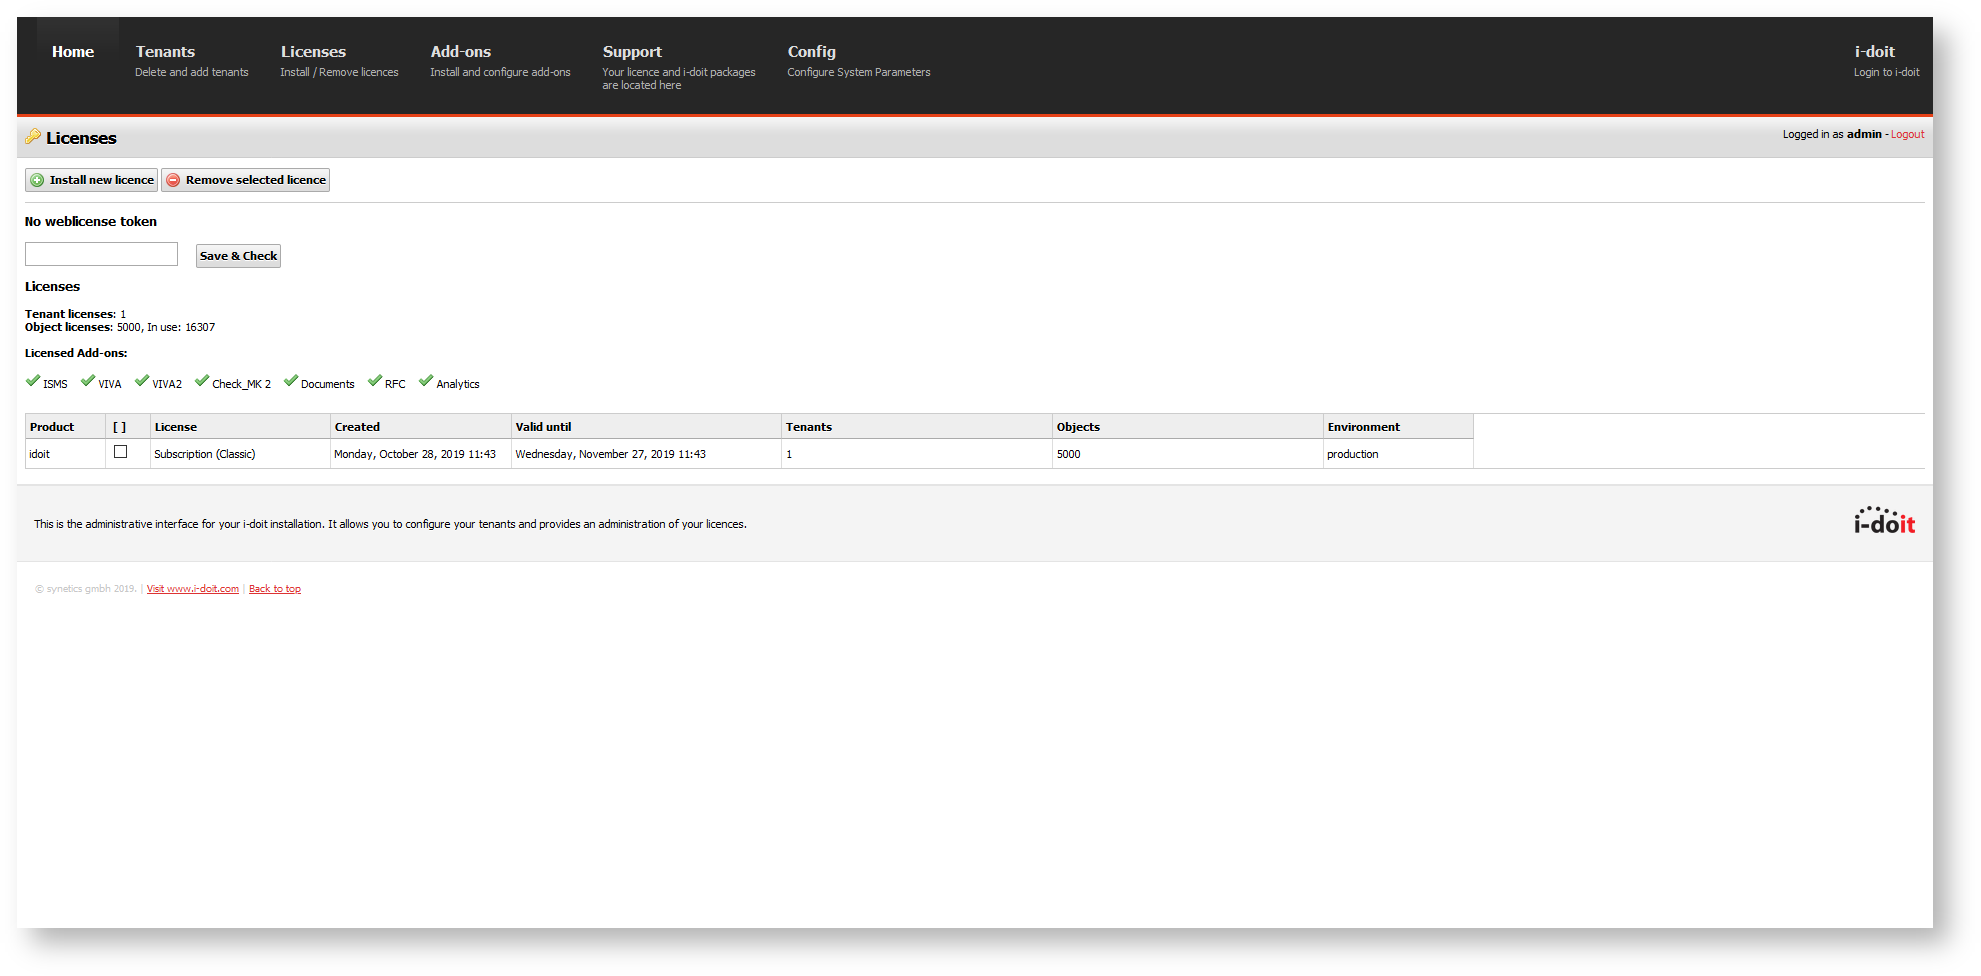 Home Tenants Licenses Add-ons Support Config i-doit
Delete and add tenants Install / Remove licences Install and configure add-ons Your licence and i-doit packages Configure System Parameters Login to i-doit
are located here
Licenses Logged in as admin - Logout
Install new licence Remove selected licence
No weblicense token
Save & Check
Licenses
Tenant licenses: 1
Object licenses: 5000, In use: 16307
Licensed Add-ons:
ISMS VIVA VIVA2 Check_MK 2 Documents RFC Analytics
Product [ ] License Created Valid until Tenants Objects Environment
idoit Subscription (Classic) Monday, October 28, 2019 11:43 Wednesday, November 27, 2019 11:43 1 5000 production
This is the administrative interface for your i-doit installation. It allows you to configure your tenants and provides an administration of your licences. i-doit
© synetics gmbh 2019. | Visit www.i-doit.com | Back to top